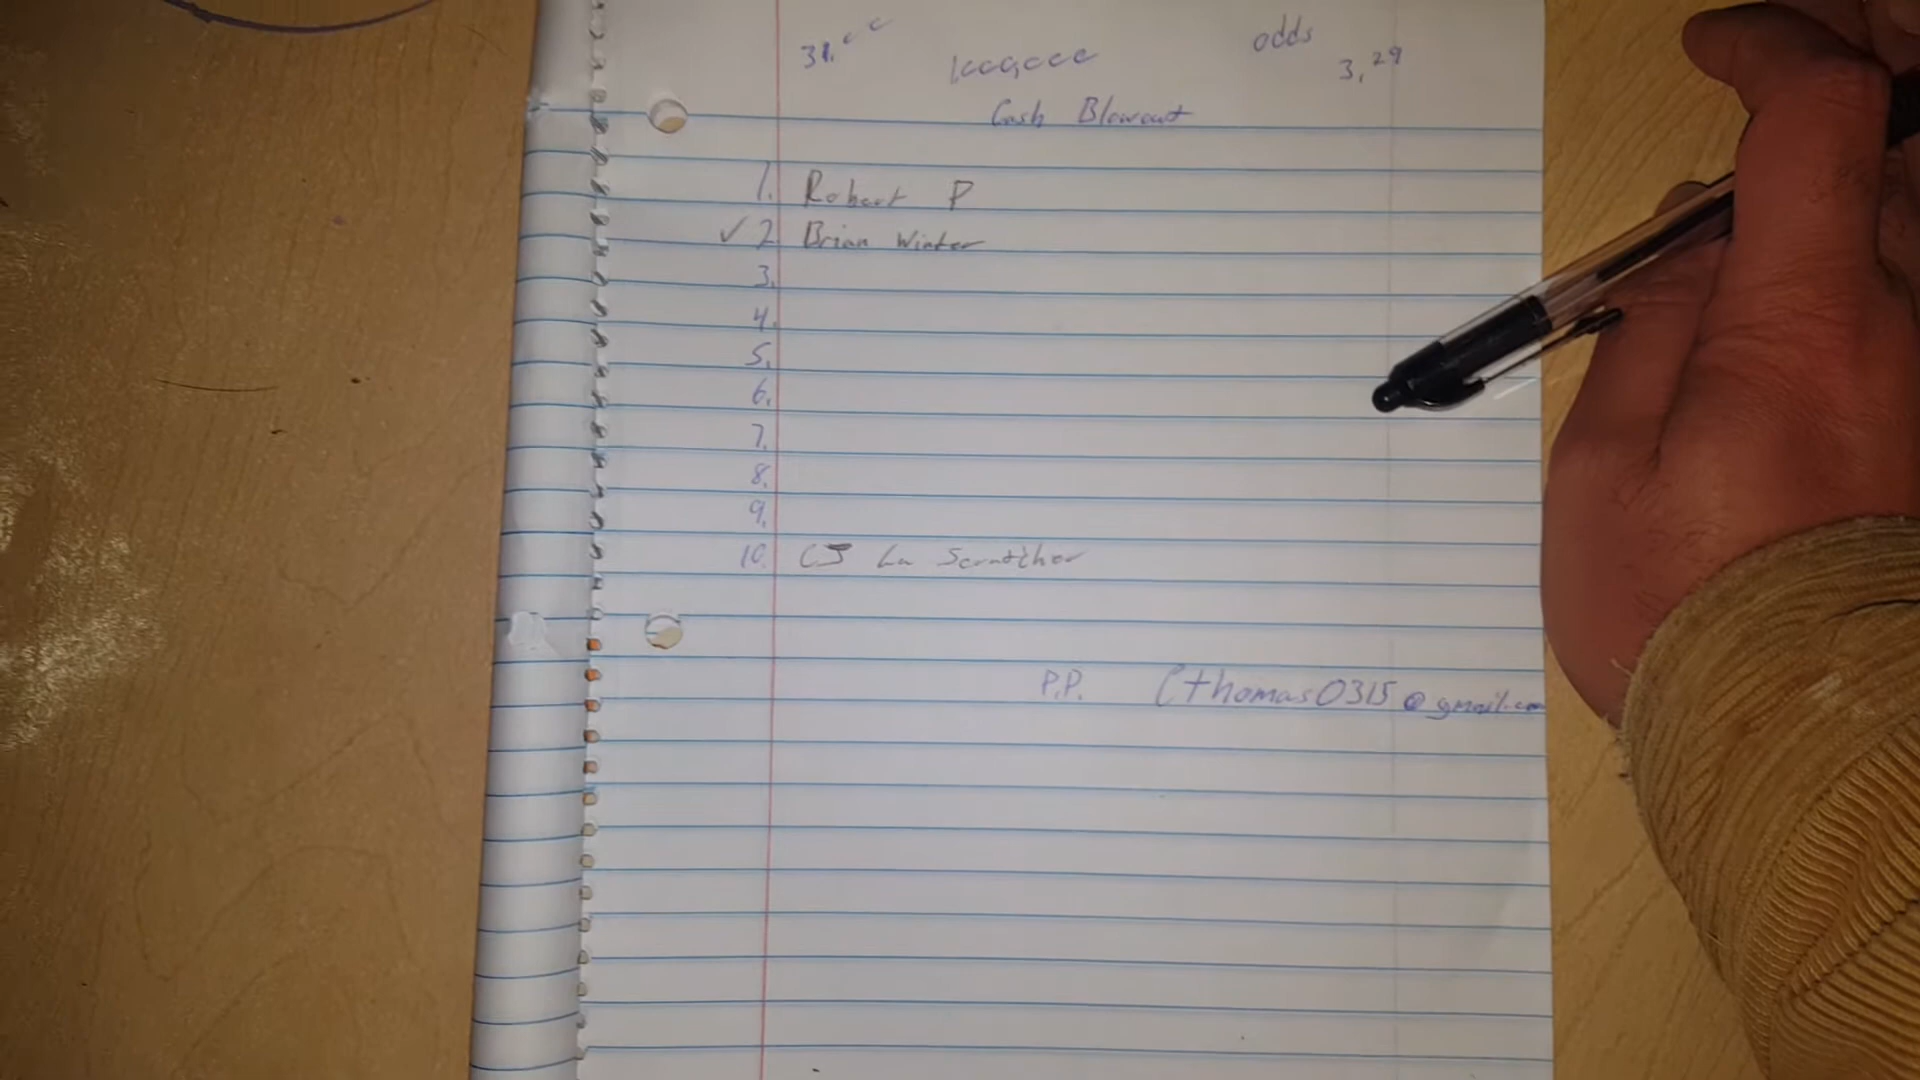 31.ᶜᶜ odds
3,29
Cash Blowout
1. Robert P
✓ 2 Brian Winter
3.
4.
5.
6.
7.
8.
9.
10. CJ La Scratcher
P.P. Cthomas0315@gmail.com